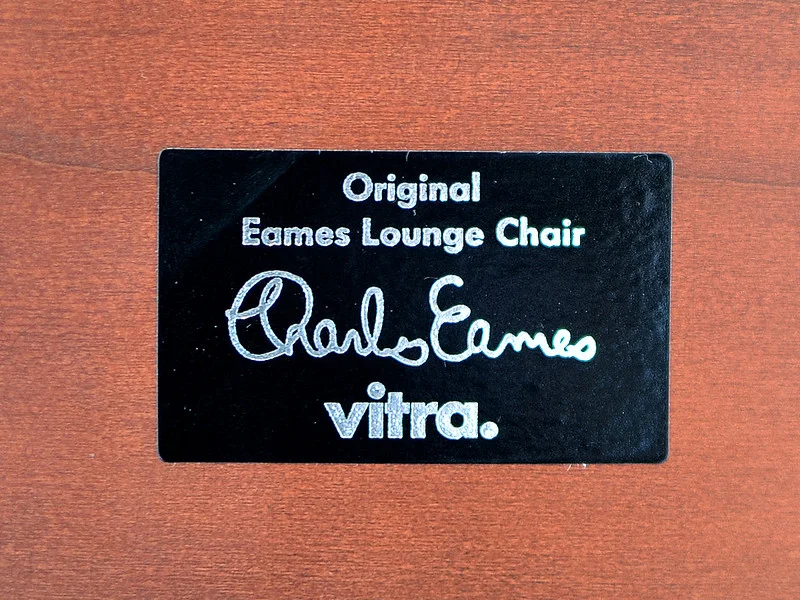 Original
Eames Lounge Chair
Charles Eames
vitra.